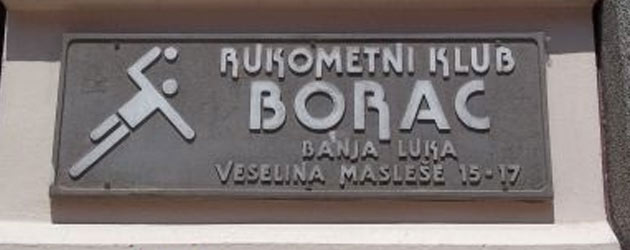 RUKOMETNI KLUB
BORAC
BANJA LUKA
VESELINA MASLEŠE 15-17